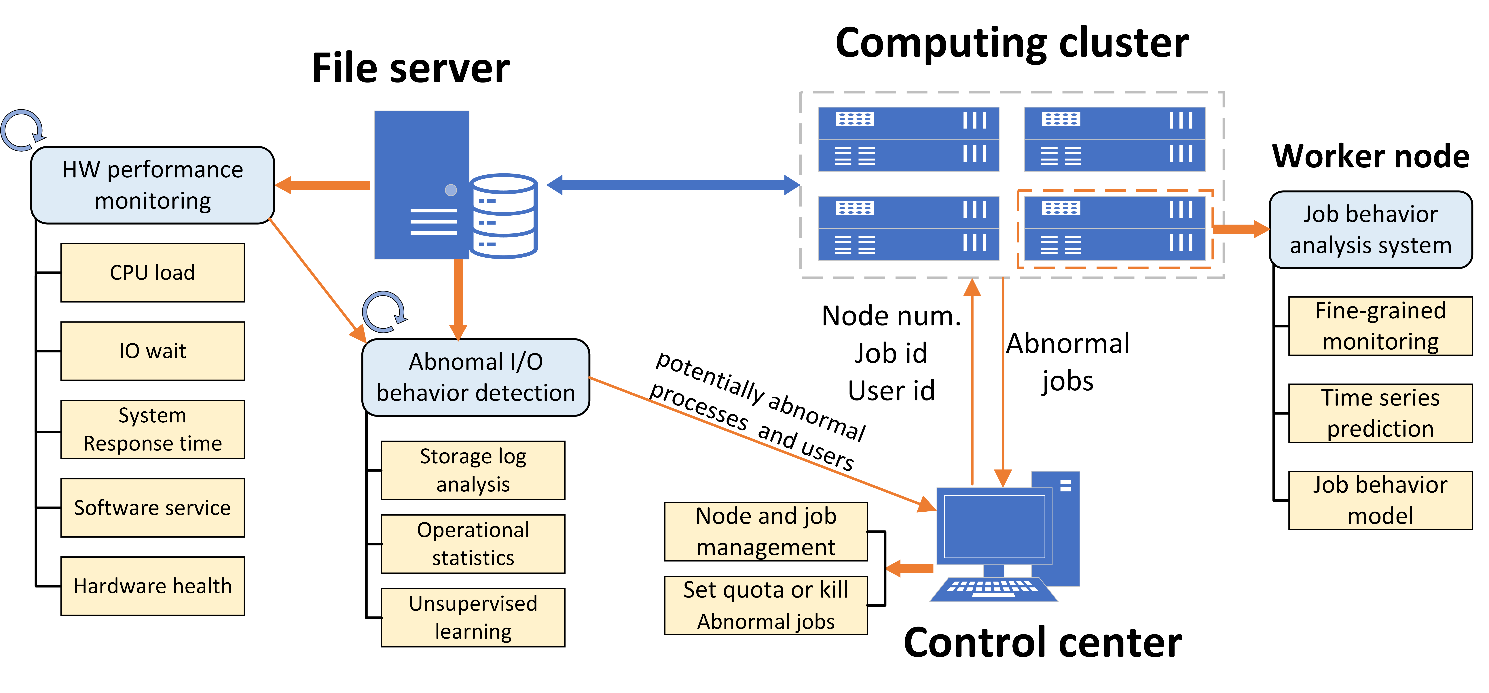 File server
Computing cluster
Worker node
HW performance
monitoring
CPU load
IO wait
System
Response time
Software service
Hardware health
Abnomal I/O
behavior detection
Storage log
analysis
Operational
statistics
Unsupervised
learning
potentially abnormal
processes and users
Node num.
Job id
User id
Abnormal
jobs
Job behavior
analysis system
Fine-grained
monitoring
Time series
prediction
Job behavior
model
Node and job
management
Set quota or kill
Abnormal jobs
Control center